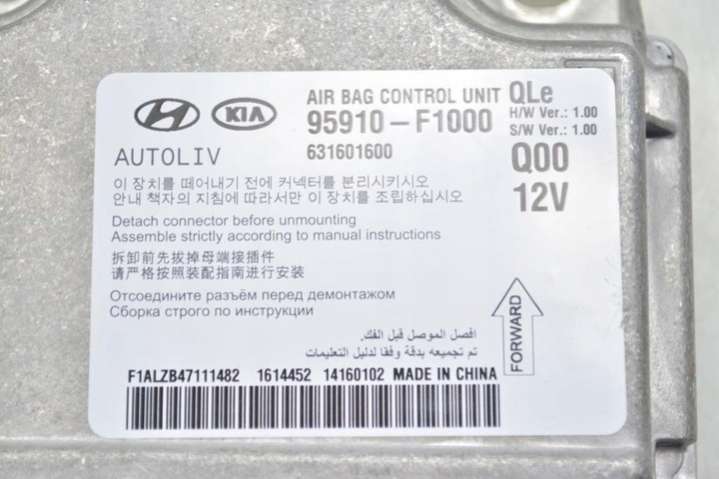 KIA
AIR BAG CONTROL UNIT
QLe
95910-F1000
H/W Ver.: 1.00
S/W Ver.: 1.00
AUTOLIV
631601600
Q00
12V
이 장치를 떼어내기 전에 커넥터를 분리시키시오
안내 책자의 지침에 따라서만 이 장치를 조립하십시오
Detach connector before unmounting
Assemble strictly according to manual instructions
拆卸前先拔掉母端接插件
请严格按照装配指南进行安装
Отсоедините разъём перед демонтажом
Сборка строго по инструкции
افصل الموصل قبل الفك.
تم تجميعه بدقة وفقا لدليل التعليمات
FORWARD
F1ALZB47111482 1614452 14160102 MADE IN CHINA